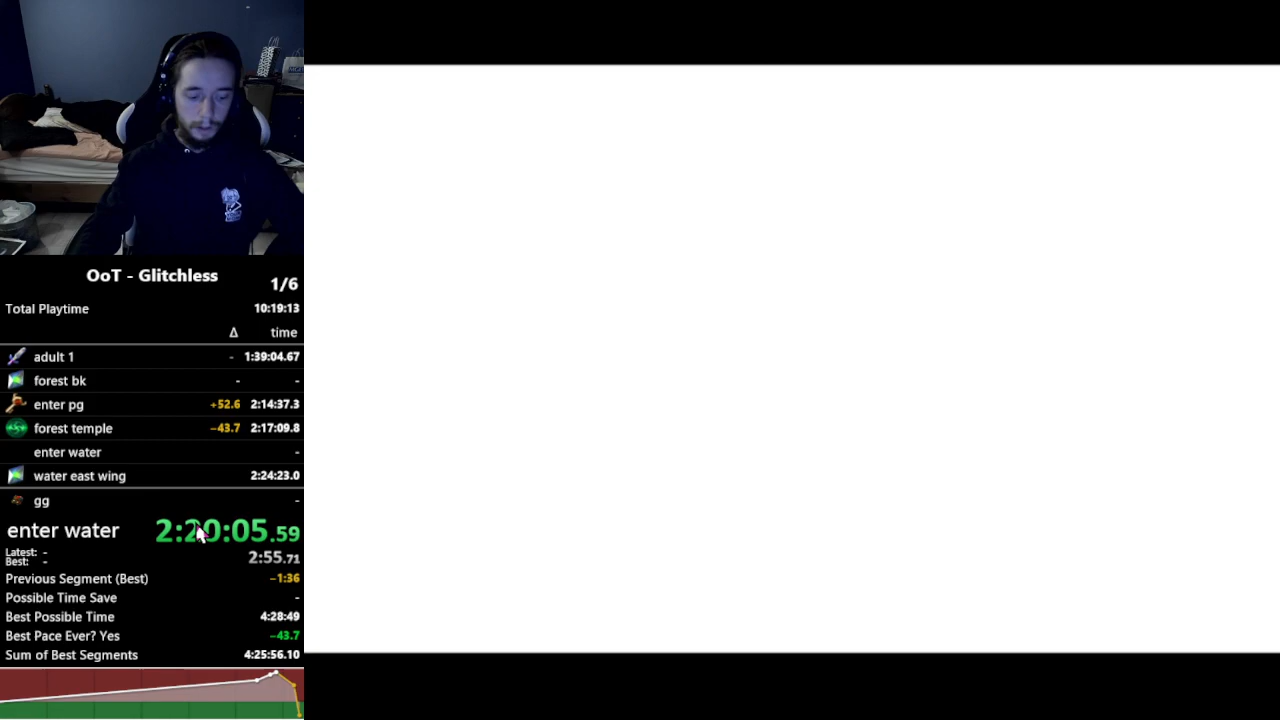 OoT - Glitchless
1/6
Total Playtime 10:19:13
Δ time
adult 1 - 1:39:04.67
forest bk - -
enter pg +52.6 2:14:37.3
forest temple −43.7 2:17:09.8
enter water -
water east wing 2:24:23.0
gg -
enter water 2:20:05.59
Latest: -
Best: -
2:55.71
Previous Segment (Best) −1:36
Possible Time Save -
Best Possible Time 4:28:49
Best Pace Ever? Yes −43.7
Sum of Best Segments 4:25:56.10